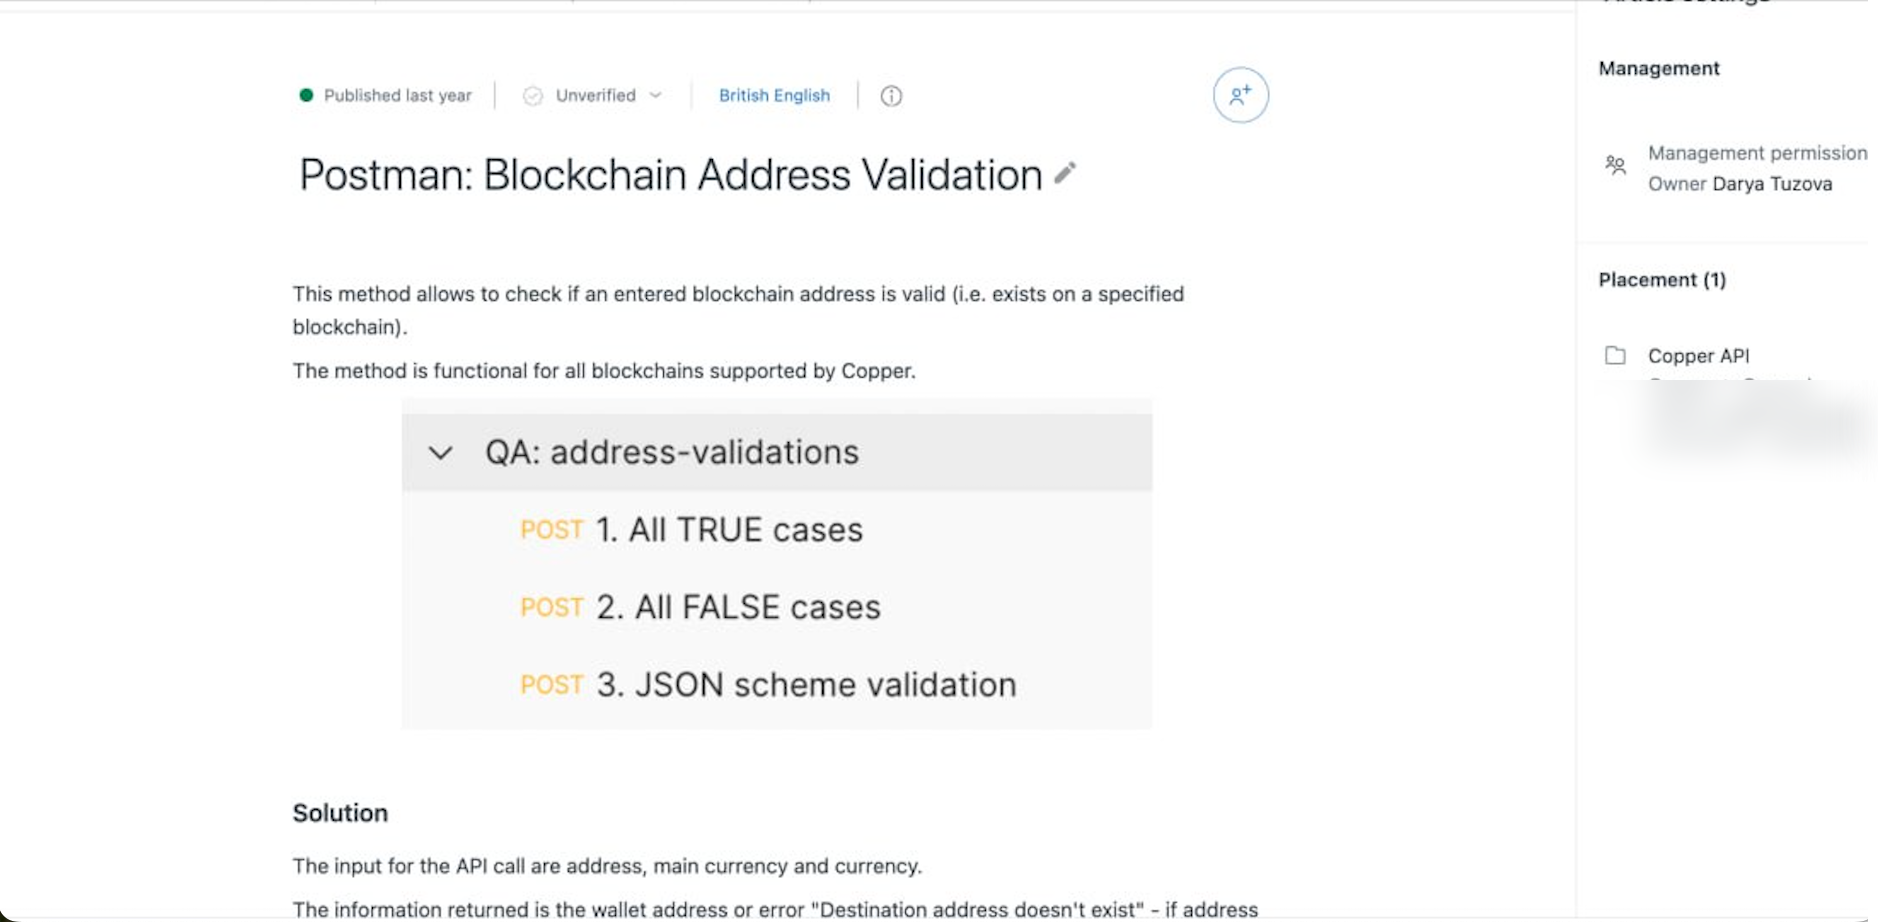 Published last year
Unverified
British English
Postman: Blockchain Address Validation
This method allows to check if an entered blockchain address is valid (i.e. exists on a specified
blockchain).
The method is functional for all blockchains supported by Copper.
QA: address-validations
POST 1. All TRUE cases
POST 2. All FALSE cases
POST 3. JSON scheme validation
Solution
The input for the API call are address, main currency and currency.
The information returned is the wallet address or error "Destination address doesn't exist" - if address
Article settings
Management
Management permission
Owner Darya Tuzova
Placement (1)
Copper API